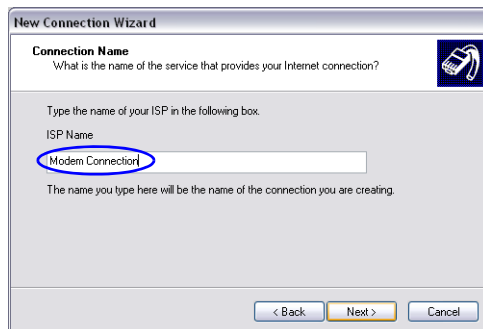 New Connection Wizard
Connection Name
What is the name of the service that provides your Internet connection?
Type the name of your ISP in the following box.
ISP Name
Modem Connection
The name you type here will be the name of the connection you are creating.
< Back Next > Cancel